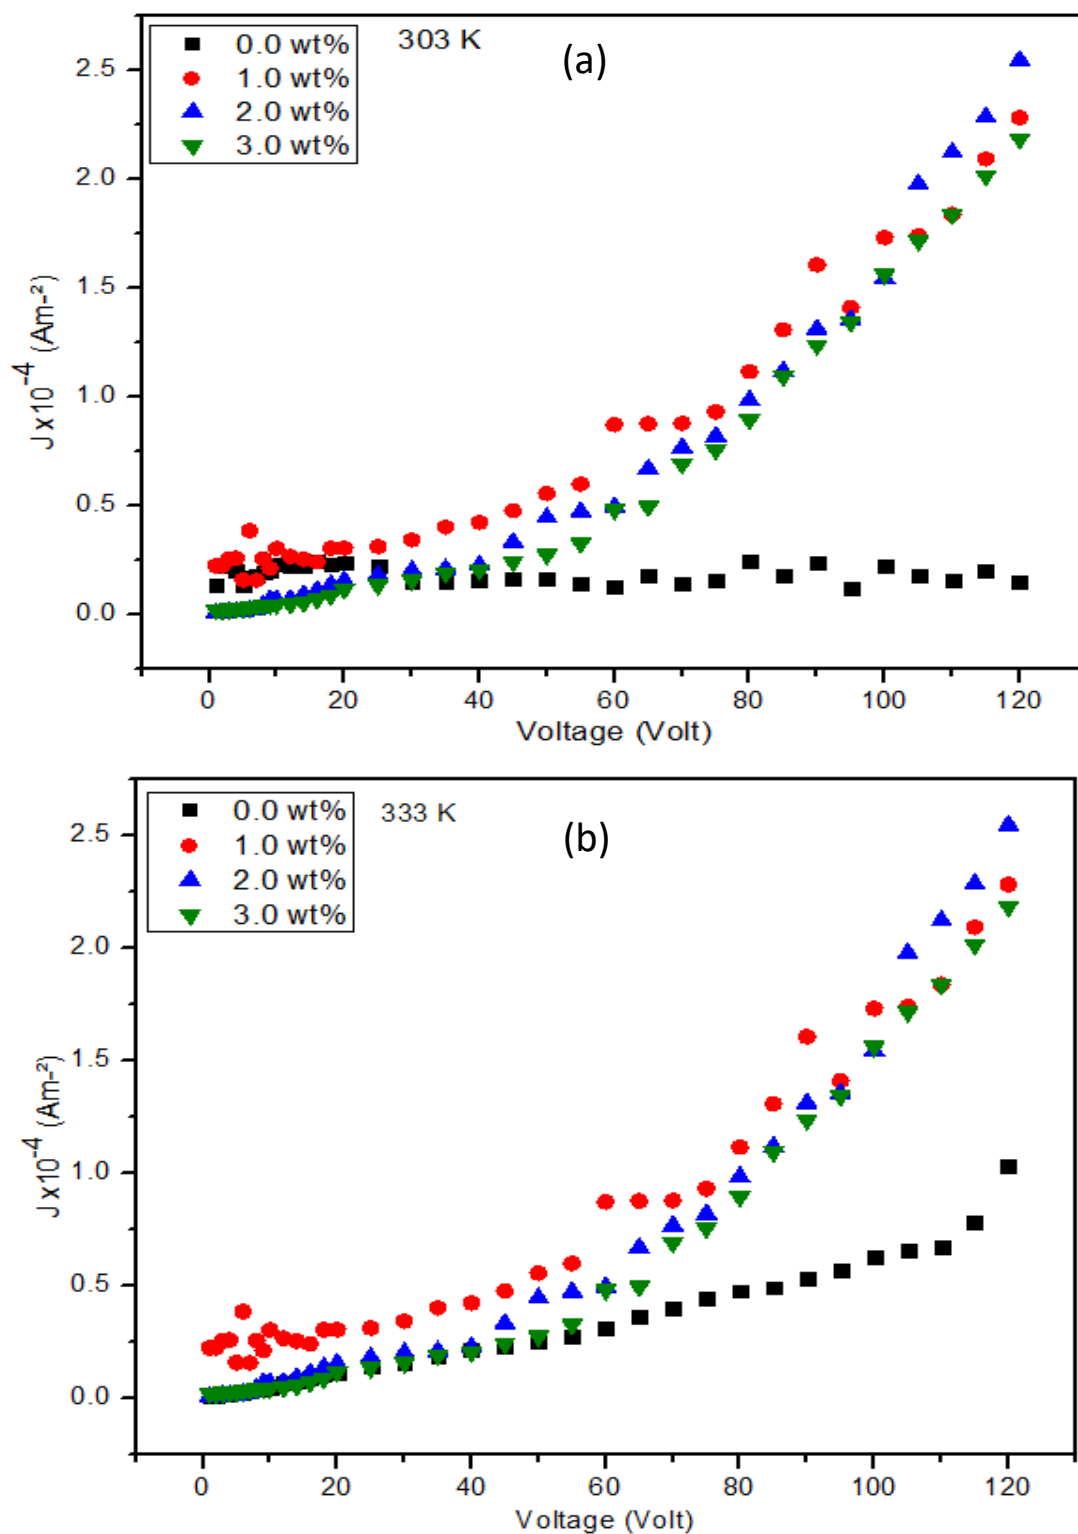 303 K
(a)
0.0 wt%
1.0 wt%
2.0 wt%
3.0 wt%
2.5
2.0
1.5
1.0
0.5
0.0
J x10⁻⁴ (Am-²)
0 20 40 60 80 100 120
Voltage (Volt)
333 K
(b)
0.0 wt%
1.0 wt%
2.0 wt%
3.0 wt%
2.5
2.0
1.5
1.0
0.5
0.0
J x10⁻⁴ (Am-²)
0 20 40 60 80 100 120
Voltage (Volt)